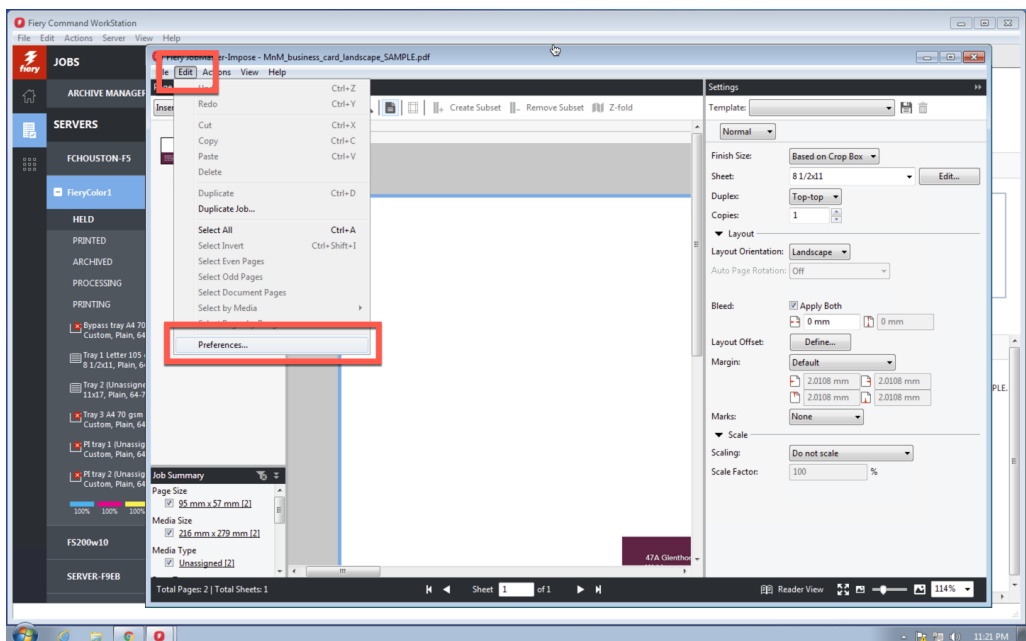 Fiery Command WorkStation
File Edit Actions Server View Help
fiery
JOBS
ARCHIVE MANAGER
SERVERS
FCHOUSTON-F5
FieryColor1
HELD
PRINTED
ARCHIVED
PROCESSING
PRINTING
Bypass tray A4 70
Custom, Plain, 64
Tray 1 Letter 105
8 1/2x11, Plain, 6
Tray 2 (Unassigne
11x17, Plain, 64-7
Tray 3 A4 70 gsm
Custom, Plain, 64
PI tray 1 (Unassig
Custom, Plain, 64
PI tray 2 (Unassig
Custom, Plain, 64
100% 100% 100%
FS200w10
SERVER-F9EB
Fiery JobMaster-Impose - MnM_business_card_landscape_SAMPLE.pdf
File Edit Actions View Help
Ctrl+Z
Redo Ctrl+Y
Cut Ctrl+X
Copy Ctrl+C
Paste Ctrl+V
Delete
Duplicate Ctrl+D
Duplicate Job...
Select All Ctrl+A
Select Invert Ctrl+Shift+I
Select Even Pages
Select Odd Pages
Select Document Pages
Select by Media
Preferences...
Create Subset Remove Subset Z-fold
Job Summary
Page Size
95 mm x 57 mm [2]
Media Size
216 mm x 279 mm [2]
Media Type
Unassigned [2]
47A Glenthor
Total Pages: 2 | Total Sheets: 1
Sheet 1 of 1
Reader View 114%
Settings
Template:
Normal
Finish Size: Based on Crop Box
Sheet: 8 1/2x11 Edit...
Duplex: Top-top
Copies: 1
Layout
Layout Orientation: Landscape
Auto Page Rotation: Off
Bleed: Apply Both
0 mm 0 mm
Layout Offset: Define...
Margin: Default
2.0108 mm 2.0108 mm
2.0108 mm 2.0108 mm
Marks: None
Scale
Scaling: Do not scale
Scale Factor: 100 %
PLE.
11:21 PM